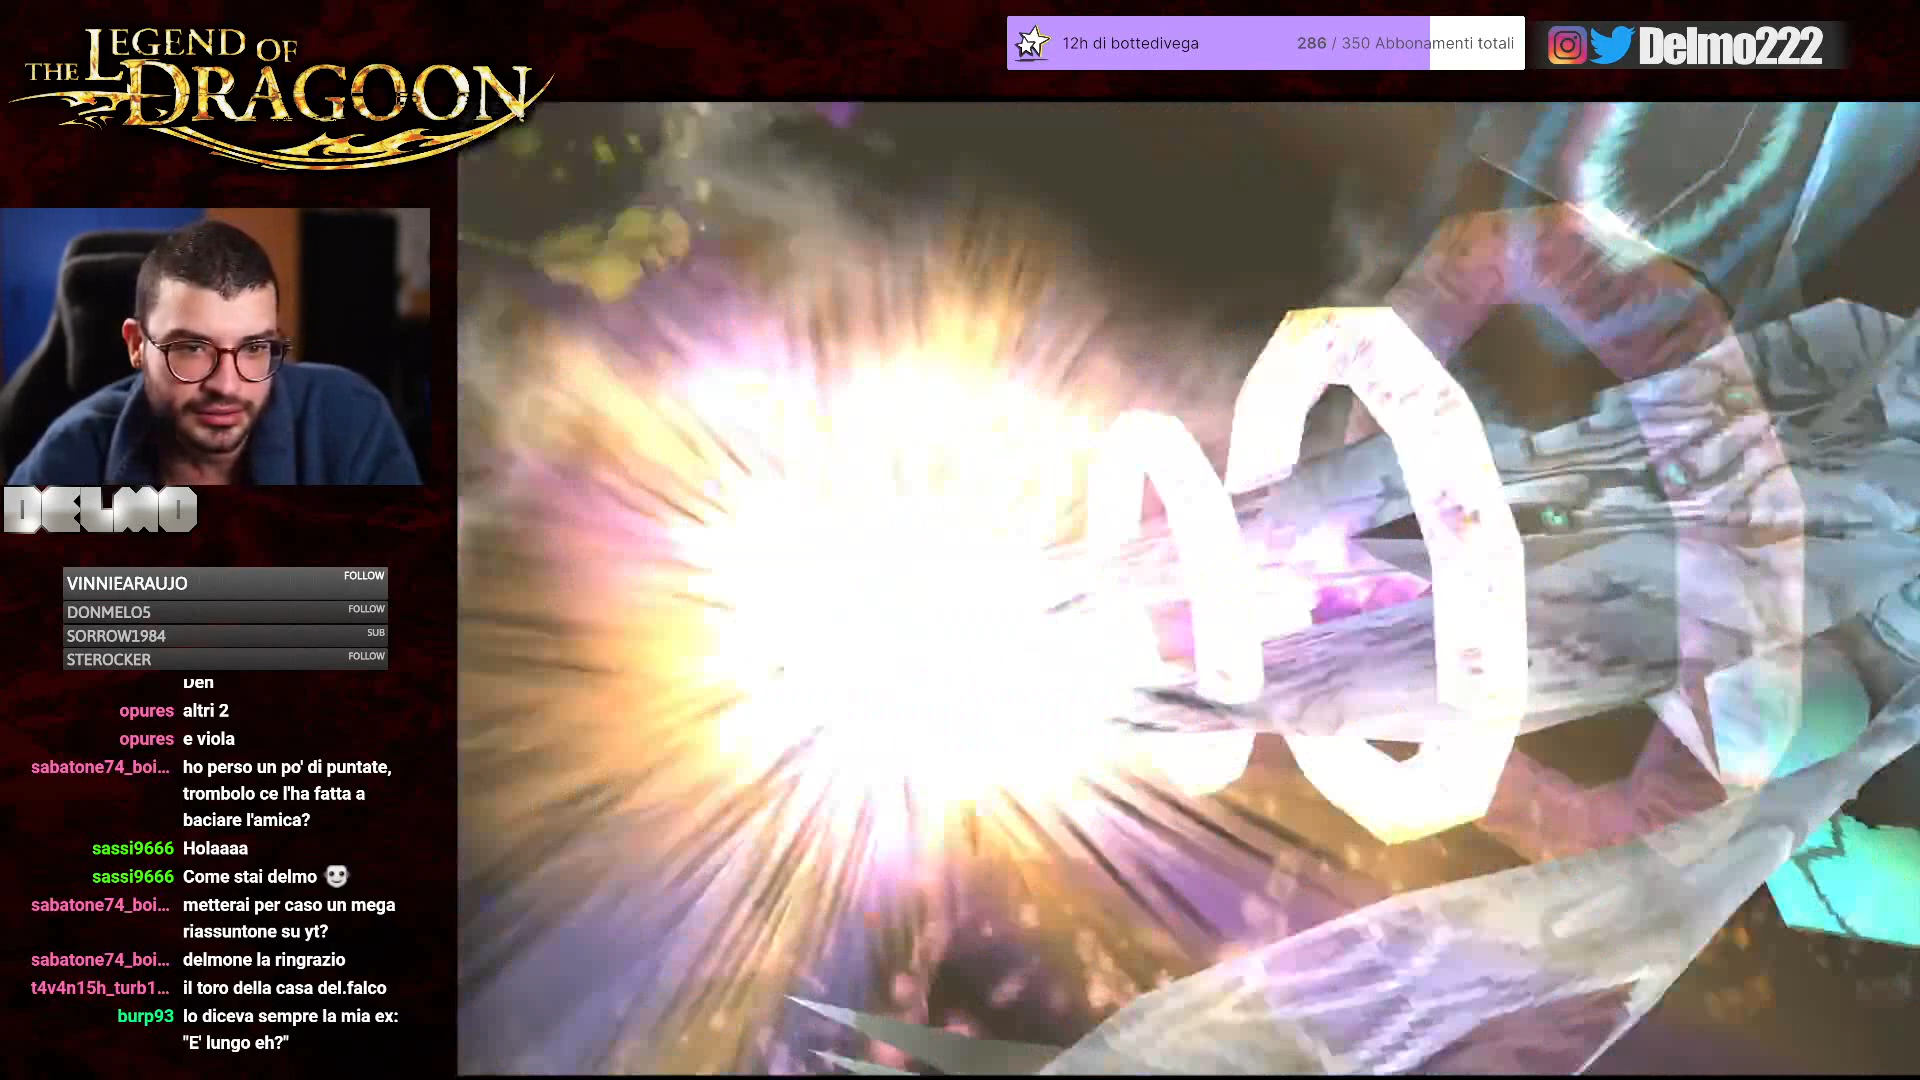 THE LEGEND OF
DRAGOON
12h di bottedivega 286 / 350 Abbonamenti totali
Delmo222
DELMO
VINNIEARAUJO FOLLOW
DONMELO5 FOLLOW
SORROW1984 SUB
STEROCKER FOLLOW
opures altri 2
opures e viola
sabatone74_boi... ho perso un po' di puntate,
trombolo ce l'ha fatta a
baciare l'amica?
sassi9666 Holaaaa
sassi9666 Come stai delmo
sabatone74_boi... metterai per caso un mega
riassuntone su yt?
sabatone74_boi... delmone la ringrazio
t4v4n15h_turb1... il toro della casa del.falco
burp93 lo diceva sempre la mia ex:
"E' lungo eh?"